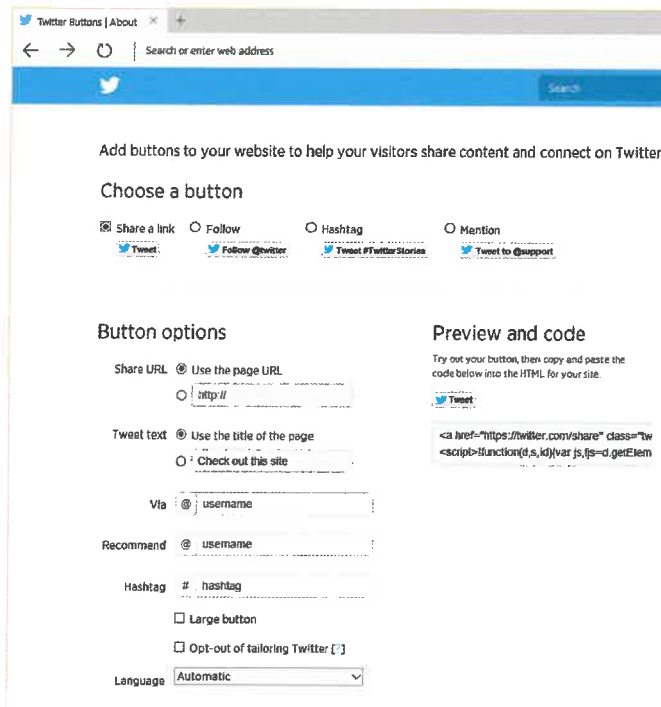 Twitter Buttons | About × +
Search or enter web address
Search
Add buttons to your website to help your visitors share content and connect on Twitter
Choose a button
Share a link Follow Hashtag Mention
Tweet Follow @twitter Tweet #TwitterStories Tweet to @support
Button options
Share URL Use the page URL
http://
Tweet text Use the title of the page
Check out this site
Via @ username
Recommend @ username
Hashtag # hashtag
Large button
Opt-out of tailoring Twitter [?]
Language Automatic
Preview and code
Try out your button, then copy and paste the
code below into the HTML for your site.
Tweet
<a href="https://twitter.com/share" class="tw
<script>!function(d,s,id){var js,fjs=d.getElem